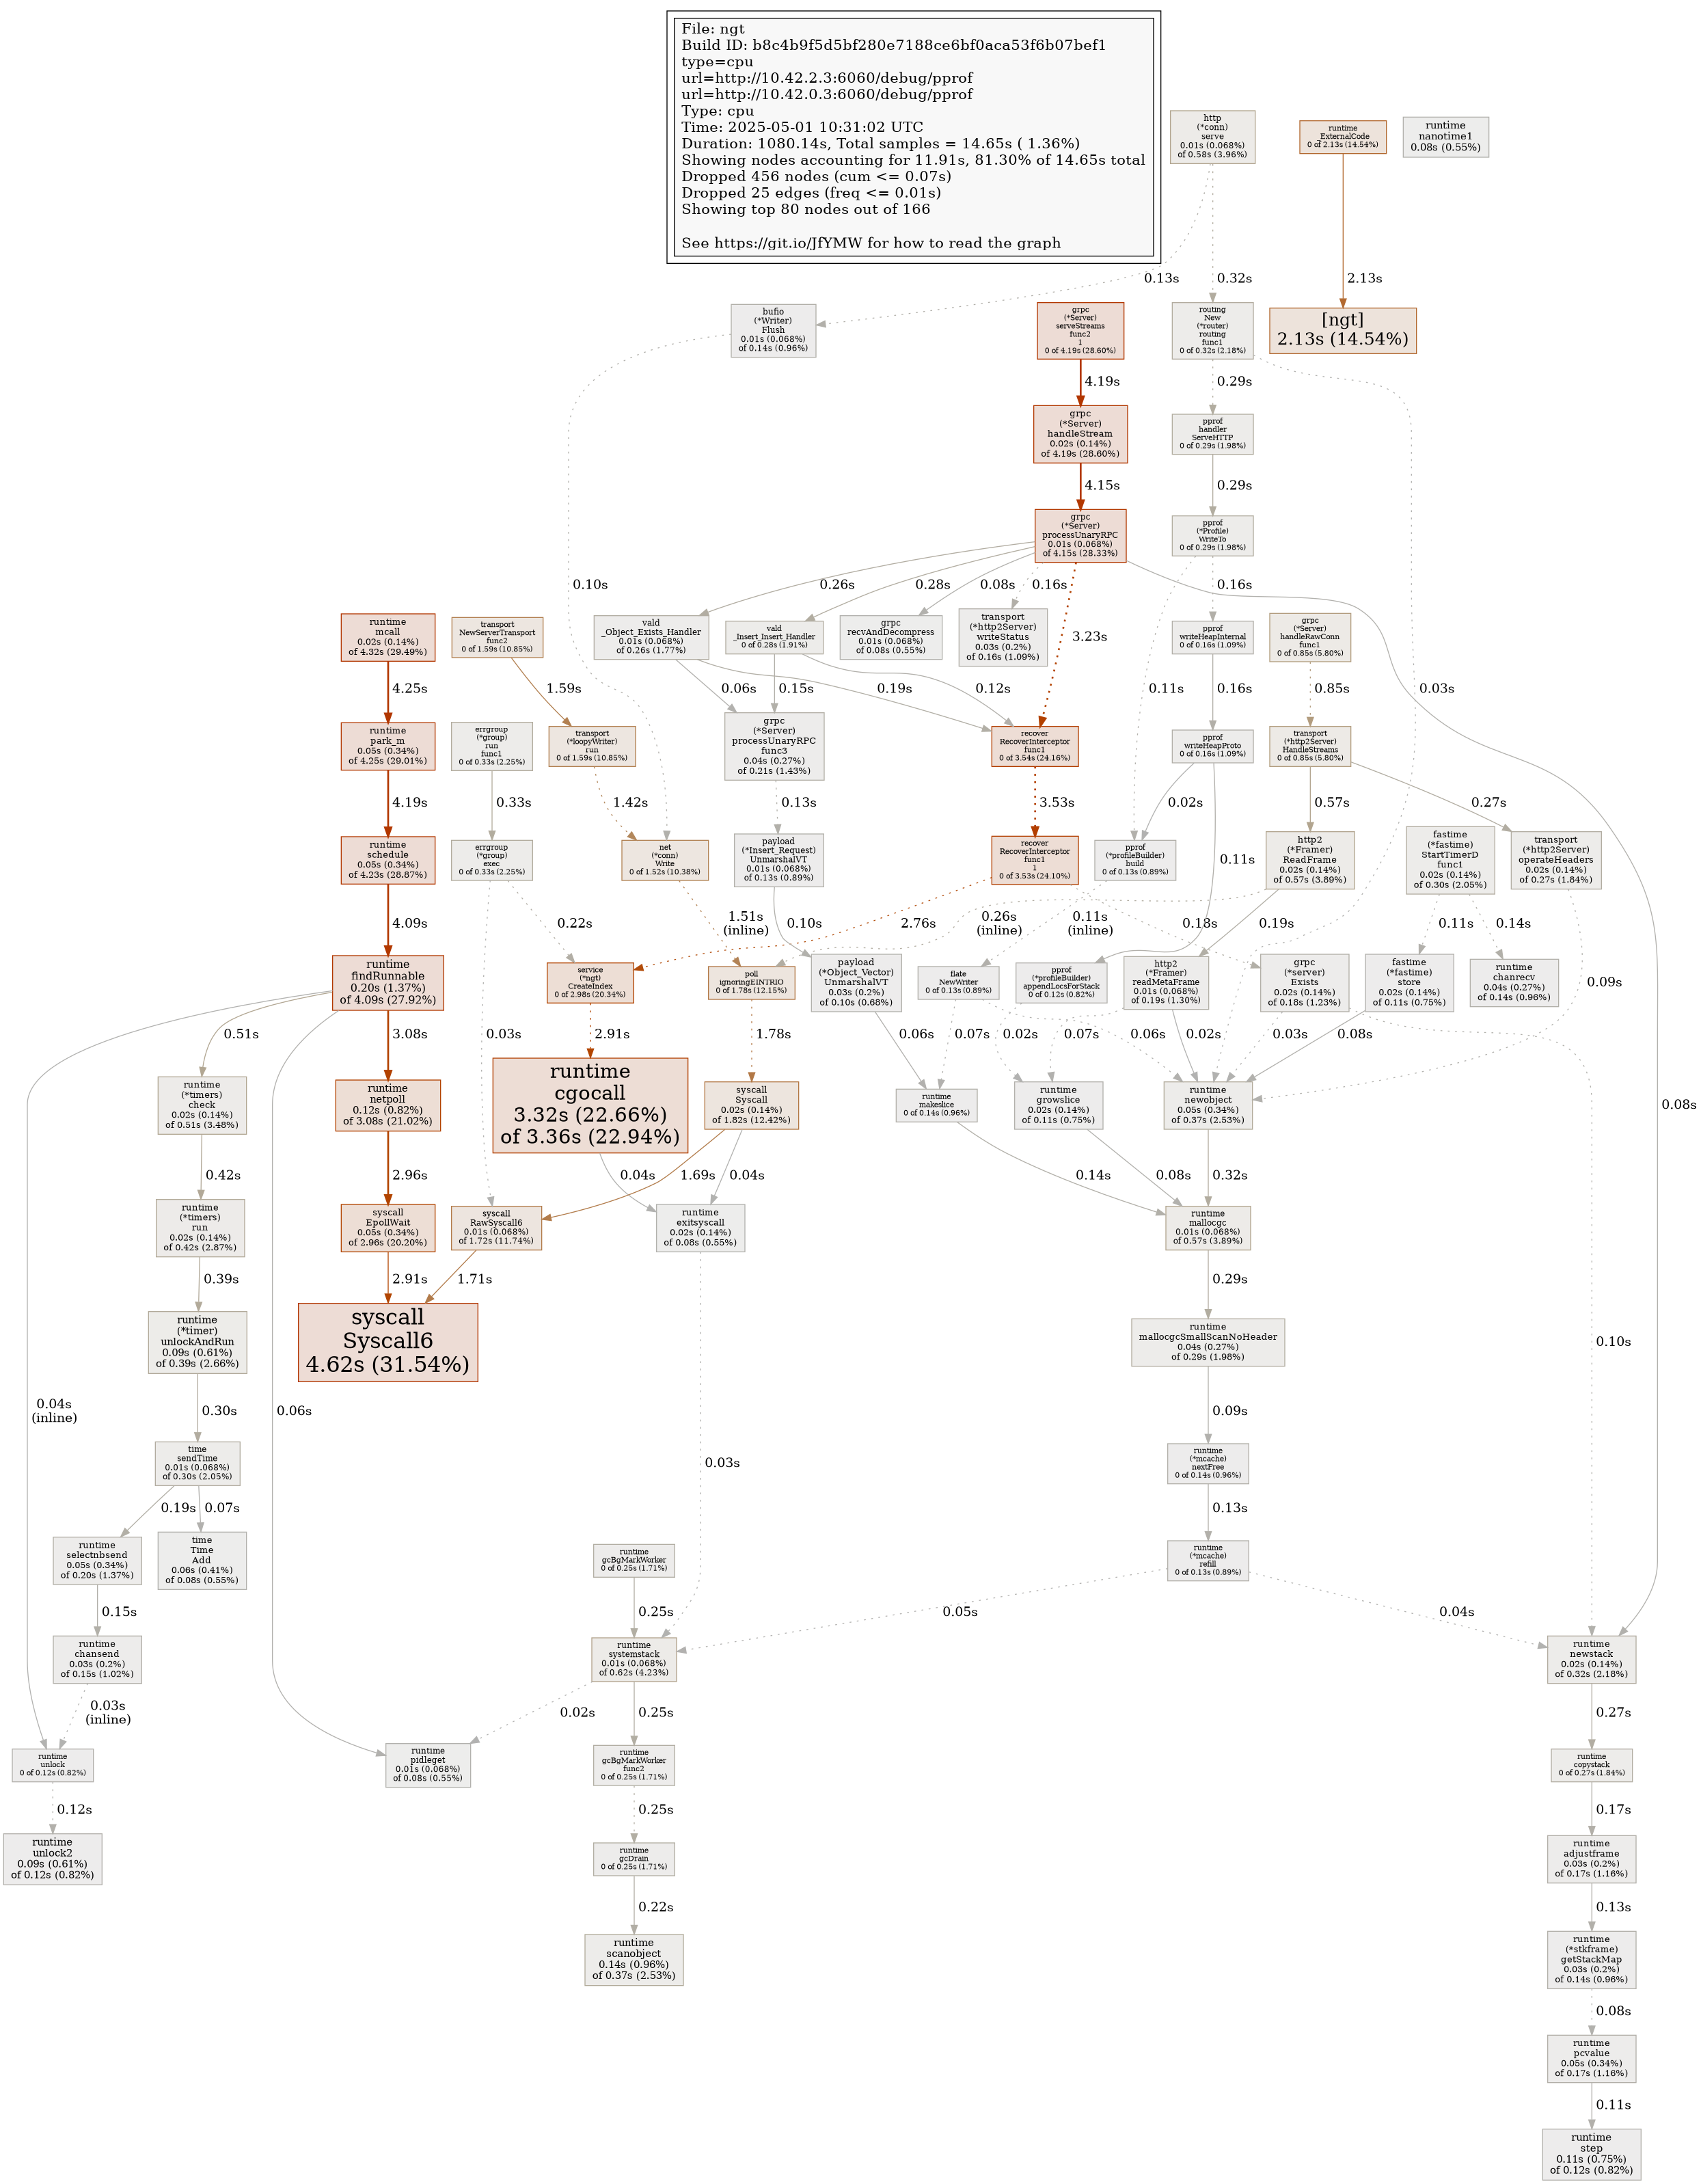 File: ngt
Build ID: b8c4b9f5d5bf280e7188ce6bf0aca53f6b07bef1
type=cpu
url=http://10.42.2.3:6060/debug/pprof
url=http://10.42.0.3:6060/debug/pprof
Type: cpu
Time: 2025-05-01 10:31:02 UTC
Duration: 1080.14s, Total samples = 14.65s ( 1.36%)
Showing nodes accounting for 11.91s, 81.30% of 14.65s total
Dropped 456 nodes (cum <= 0.07s)
Dropped 25 edges (freq <= 0.01s)
Showing top 80 nodes out of 166
See https://git.io/JfYMW for how to read the graph
http
(*conn)
serve
0.01s (0.068%)
of 0.58s (3.96%)
runtime
_ExternalCode
0 of 2.13s (14.54%)
runtime
nanotime1
0.08s (0.55%)
0.13s
0.32s
2.13s
bufio
(*Writer)
Flush
0.01s (0.068%)
of 0.14s (0.96%)
grpc
(*Server)
serveStreams
func2
1
0 of 4.19s (28.60%)
routing
New
(*router)
routing
func1
0 of 0.32s (2.18%)
[ngt]
2.13s (14.54%)
4.19s
0.29s
grpc
(*Server)
handleStream
0.02s (0.14%)
of 4.19s (28.60%)
pprof
handler
ServeHTTP
0 of 0.29s (1.98%)
4.15s
0.29s
grpc
(*Server)
processUnaryRPC
0.01s (0.068%)
of 4.15s (28.33%)
pprof
(*Profile)
WriteTo
0 of 0.29s (1.98%)
0.10s
0.26s
0.28s
0.08s
0.16s
3.23s
0.16s
runtime
mcall
0.02s (0.14%)
of 4.32s (29.49%)
transport
NewServerTransport
func2
0 of 1.59s (10.85%)
vald
_Object_Exists_Handler
0.01s (0.068%)
of 0.26s (1.77%)
vald
_Insert_Insert_Handler
0 of 0.28s (1.91%)
grpc
recvAndDecompress
0.01s (0.068%)
of 0.08s (0.55%)
transport
(*http2Server)
writeStatus
0.03s (0.2%)
of 0.16s (1.09%)
pprof
writeHeapInternal
0 of 0.16s (1.09%)
grpc
(*Server)
handleRawConn
func1
0 of 0.85s (5.80%)
4.25s
1.59s
0.06s
0.15s
0.19s
0.12s
0.11s
0.16s
0.85s
0.03s
runtime
park_m
0.05s (0.34%)
of 4.25s (29.01%)
errgroup
(*group)
run
func1
0 of 0.33s (2.25%)
transport
(*loopyWriter)
run
0 of 1.59s (10.85%)
grpc
(*Server)
processUnaryRPC
func3
0.04s (0.27%)
of 0.21s (1.43%)
recover
RecoverInterceptor
func1
0 of 3.54s (24.16%)
pprof
writeHeapProto
0 of 0.16s (1.09%)
transport
(*http2Server)
HandleStreams
0 of 0.85s (5.80%)
4.19s
0.33s
1.42s
0.13s
3.53s
0.02s
0.57s
0.27s
runtime
schedule
0.05s (0.34%)
of 4.23s (28.87%)
errgroup
(*group)
exec
0 of 0.33s (2.25%)
net
(*conn)
Write
0 of 1.52s (10.38%)
payload
(*Insert_Request)
UnmarshalVT
0.01s (0.068%)
of 0.13s (0.89%)
recover
RecoverInterceptor
func1
1
0 of 3.53s (24.10%)
pprof
(*profileBuilder)
build
0 of 0.13s (0.89%)
0.11s
http2
(*Framer)
ReadFrame
0.02s (0.14%)
of 0.57s (3.89%)
fastime
(*fastime)
StartTimerD
func1
0.02s (0.14%)
of 0.30s (2.05%)
transport
(*http2Server)
operateHeaders
0.02s (0.14%)
of 0.27s (1.84%)
4.09s
0.22s
1.51s
(inline)
0.10s
2.76s
0.26s
(inline)
0.11s
(inline)
0.18s
0.19s
0.11s
0.14s
runtime
findRunnable
0.20s (1.37%)
of 4.09s (27.92%)
service
(*ngt)
CreateIndex
0 of 2.98s (20.34%)
poll
ignoringEINTRIO
0 of 1.78s (12.15%)
payload
(*Object_Vector)
UnmarshalVT
0.03s (0.2%)
of 0.10s (0.68%)
flate
NewWriter
0 of 0.13s (0.89%)
pprof
(*profileBuilder)
appendLocsForStack
0 of 0.12s (0.82%)
http2
(*Framer)
readMetaFrame
0.01s (0.068%)
of 0.19s (1.30%)
grpc
(*server)
Exists
0.02s (0.14%)
of 0.18s (1.23%)
fastime
(*fastime)
store
0.02s (0.14%)
of 0.11s (0.75%)
runtime
chanrecv
0.04s (0.27%)
of 0.14s (0.96%)
0.09s
0.51s
3.08s
0.03s
2.91s
1.78s
0.06s
0.07s
0.02s
0.07s
0.06s
0.02s
0.03s
0.08s
runtime
(*timers)
check
0.02s (0.14%)
of 0.51s (3.48%)
runtime
netpoll
0.12s (0.82%)
of 3.08s (21.02%)
runtime
cgocall
3.32s (22.66%)
of 3.36s (22.94%)
syscall
Syscall
0.02s (0.14%)
of 1.82s (12.42%)
runtime
makeslice
0 of 0.14s (0.96%)
runtime
growslice
0.02s (0.14%)
of 0.11s (0.75%)
runtime
newobject
0.05s (0.34%)
of 0.37s (2.53%)
0.08s
0.42s
2.96s
0.04s
1.69s
0.04s
0.14s
0.08s
0.32s
runtime
(*timers)
run
0.02s (0.14%)
of 0.42s (2.87%)
syscall
EpollWait
0.05s (0.34%)
of 2.96s (20.20%)
syscall
RawSyscall6
0.01s (0.068%)
of 1.72s (11.74%)
runtime
exitsyscall
0.02s (0.14%)
of 0.08s (0.55%)
runtime
mallocgc
0.01s (0.068%)
of 0.57s (3.89%)
0.39s
2.91s
1.71s
0.29s
runtime
(*timer)
unlockAndRun
0.09s (0.61%)
of 0.39s (2.66%)
syscall
Syscall6
4.62s (31.54%)
runtime
mallocgcSmallScanNoHeader
0.04s (0.27%)
of 0.29s (1.98%)
0.10s
0.04s
(inline)
0.06s
0.30s
0.09s
time
sendTime
0.01s (0.068%)
of 0.30s (2.05%)
0.03s
runtime
(*mcache)
nextFree
0 of 0.14s (0.96%)
0.19s
0.07s
0.13s
runtime
selectnbsend
0.05s (0.34%)
of 0.20s (1.37%)
time
Time
Add
0.06s (0.41%)
of 0.08s (0.55%)
runtime
gcBgMarkWorker
0 of 0.25s (1.71%)
runtime
(*mcache)
refill
0 of 0.13s (0.89%)
0.15s
0.25s
0.05s
0.04s
runtime
chansend
0.03s (0.2%)
of 0.15s (1.02%)
runtime
systemstack
0.01s (0.068%)
of 0.62s (4.23%)
runtime
newstack
0.02s (0.14%)
of 0.32s (2.18%)
0.03s
(inline)
0.02s
0.25s
0.27s
runtime
unlock
0 of 0.12s (0.82%)
runtime
pidleget
0.01s (0.068%)
of 0.08s (0.55%)
runtime
gcBgMarkWorker
func2
0 of 0.25s (1.71%)
runtime
copystack
0 of 0.27s (1.84%)
0.12s
0.25s
0.17s
runtime
unlock2
0.09s (0.61%)
of 0.12s (0.82%)
runtime
gcDrain
0 of 0.25s (1.71%)
runtime
adjustframe
0.03s (0.2%)
of 0.17s (1.16%)
0.22s
0.13s
runtime
scanobject
0.14s (0.96%)
of 0.37s (2.53%)
runtime
(*stkframe)
getStackMap
0.03s (0.2%)
of 0.14s (0.96%)
0.08s
runtime
pcvalue
0.05s (0.34%)
of 0.17s (1.16%)
0.11s
runtime
step
0.11s (0.75%)
of 0.12s (0.82%)